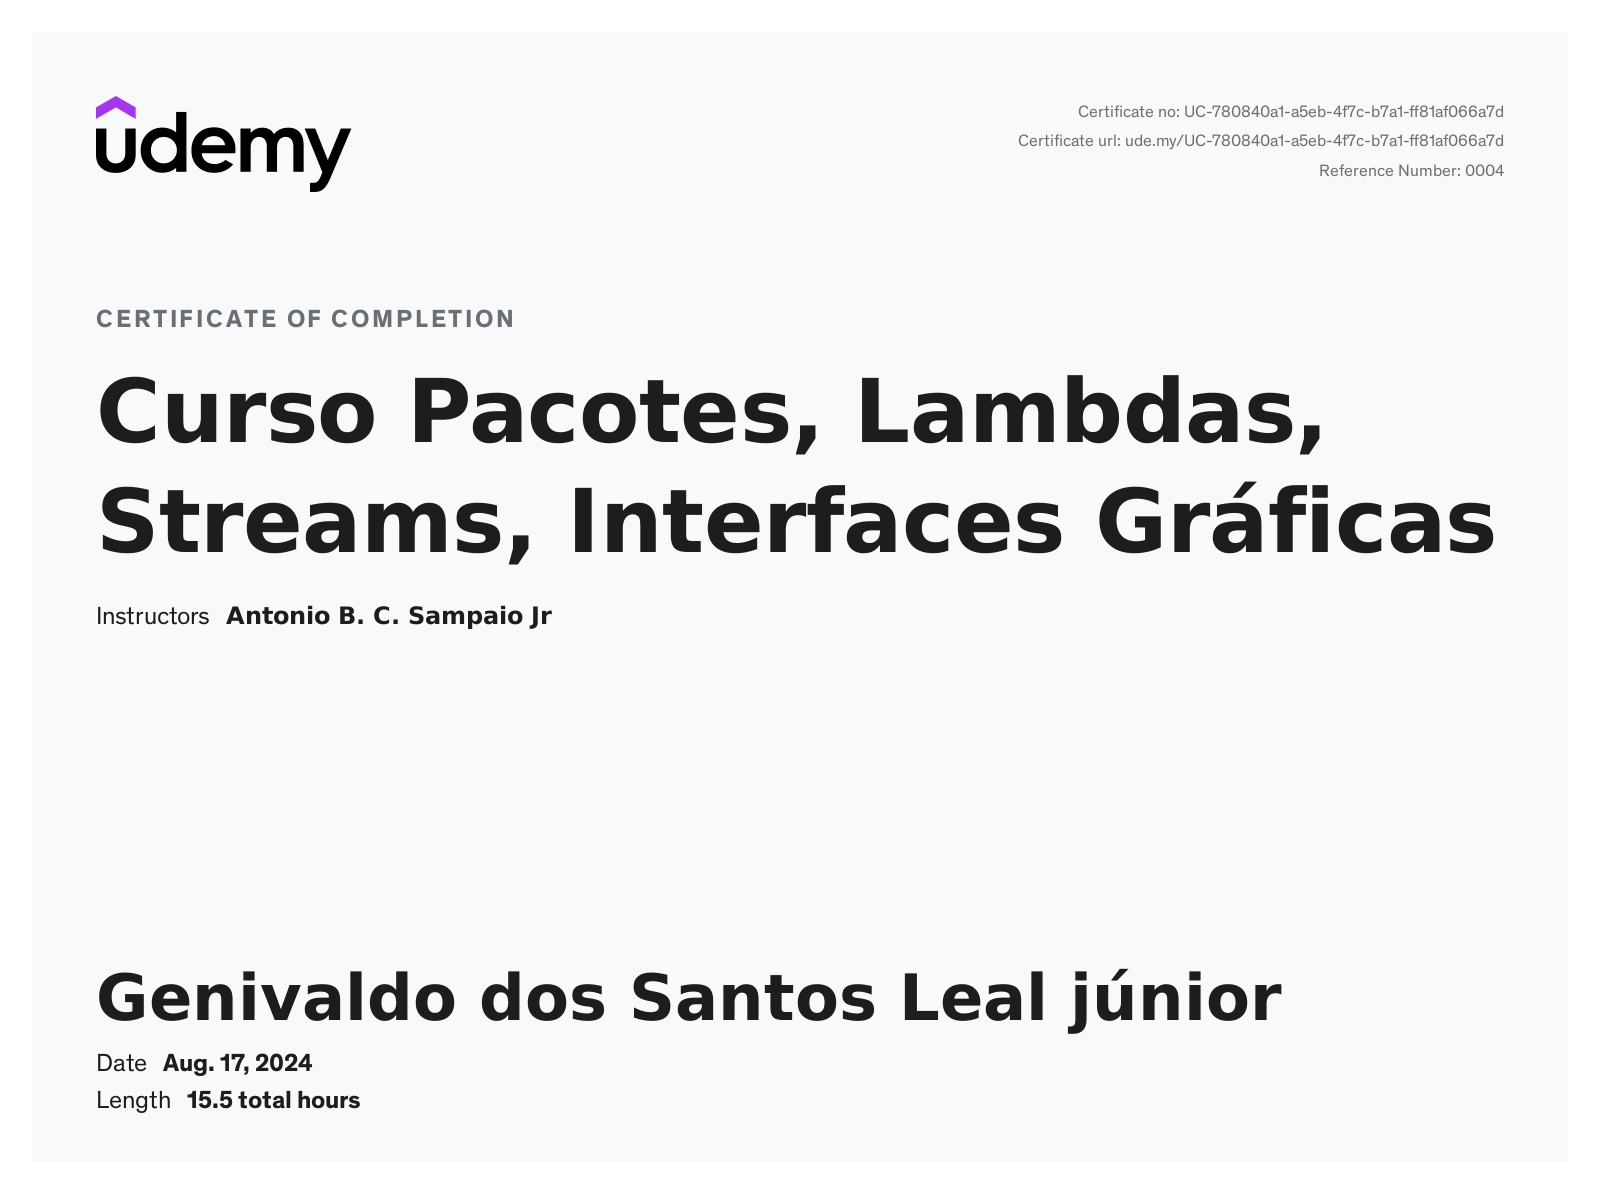 udemy
Certificate no: UC-780840a1-a5eb-4f7c-b7a1-ff81af066a7d
Certificate url: ude.my/UC-780840a1-a5eb-4f7c-b7a1-ff81af066a7d
Reference Number: 0004
CERTIFICATE OF COMPLETION
Curso Pacotes, Lambdas,
Streams, Interfaces Gráficas
Instructors Antonio B. C. Sampaio Jr
Genivaldo dos Santos Leal júnior
Date Aug. 17, 2024
Length 15.5 total hours